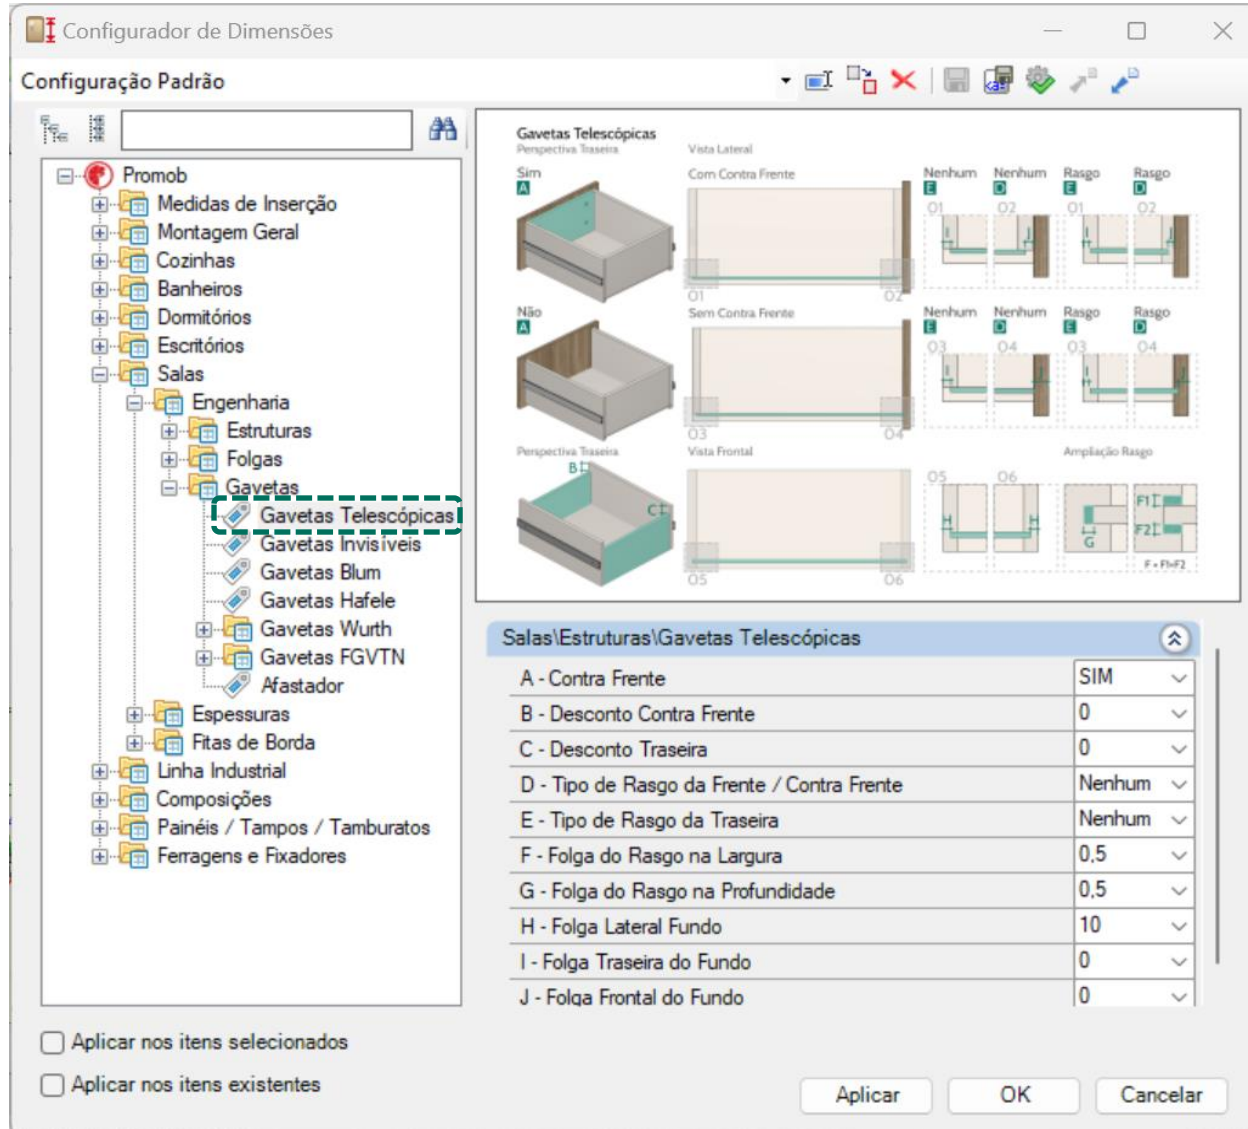 Configurador de Dimensões
Configuração Padrão
Promob
Medidas de Inserção
Montagem Geral
Cozinhas
Banheiros
Dormitórios
Escritórios
Salas
Engenharia
Estruturas
Folgas
Gavetas
Gavetas Telescópicas
Gavetas Invisíveis
Gavetas Blum
Gavetas Hafele
Gavetas Wurth
Gavetas FGVTN
Afastador
Espessuras
Fitas de Borda
Linha Industrial
Composições
Painéis / Tampos / Tamburatos
Ferragens e Fixadores
Gavetas Telescópicas
Perspectiva Traseira Vista Lateral
Sim Com Contra Frente Nenhum Nenhum Rasgo Rasgo
A E D E D
01 02 01 02
I J I J
01 02
Não Sem Contra Frente Nenhum Nenhum Rasgo Rasgo
A E D E D
03 04 03 04
I J I J
03 04
Perspectiva Traseira Vista Frontal Ampliação Rasgo
B C 05 06
H H G F1 F2
05 06 F = F1+F2
Salas\Estruturas\Gavetas Telescópicas
A - Contra Frente SIM
B - Desconto Contra Frente 0
C - Desconto Traseira 0
D - Tipo de Rasgo da Frente / Contra Frente Nenhum
E - Tipo de Rasgo da Traseira Nenhum
F - Folga do Rasgo na Largura 0,5
G - Folga do Rasgo na Profundidade 0,5
H - Folga Lateral Fundo 10
I - Folga Traseira do Fundo 0
J - Folga Frontal do Fundo 0
Aplicar nos itens selecionados
Aplicar nos itens existentes
Aplicar OK Cancelar